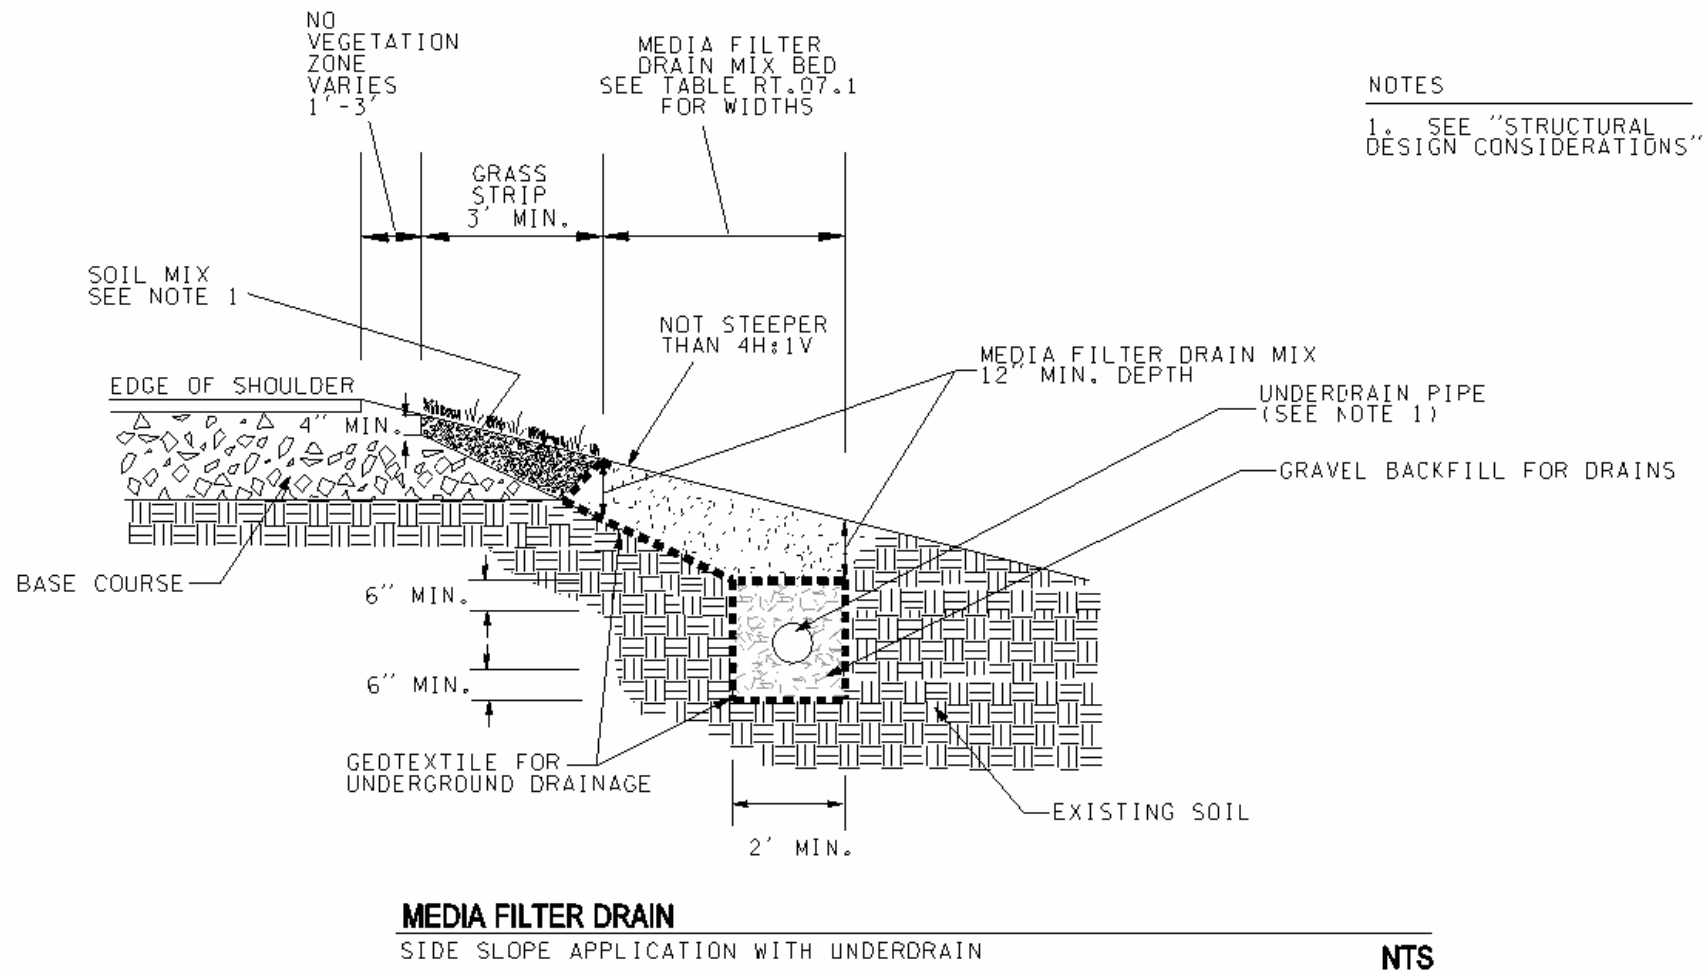 NO
VEGETATION
ZONE
VARIES
1'-3'
MEDIA FILTER
DRAIN MIX BED
SEE TABLE RT.07.1
FOR WIDTHS
NOTES
1. SEE "STRUCTURAL
DESIGN CONSIDERATIONS"
GRASS
STRIP
3' MIN.
SOIL MIX
SEE NOTE 1
NOT STEEPER
THAN 4H:1V
MEDIA FILTER DRAIN MIX
12" MIN. DEPTH
EDGE OF SHOULDER
UNDERDRAIN PIPE
(SEE NOTE 1)
4" MIN.
GRAVEL BACKFILL FOR DRAINS
BASE COURSE
6" MIN.
6" MIN.
GEOTEXTILE FOR
UNDERGROUND DRAINAGE
EXISTING SOIL
2' MIN.
MEDIA FILTER DRAIN
SIDE SLOPE APPLICATION WITH UNDERDRAIN
NTS